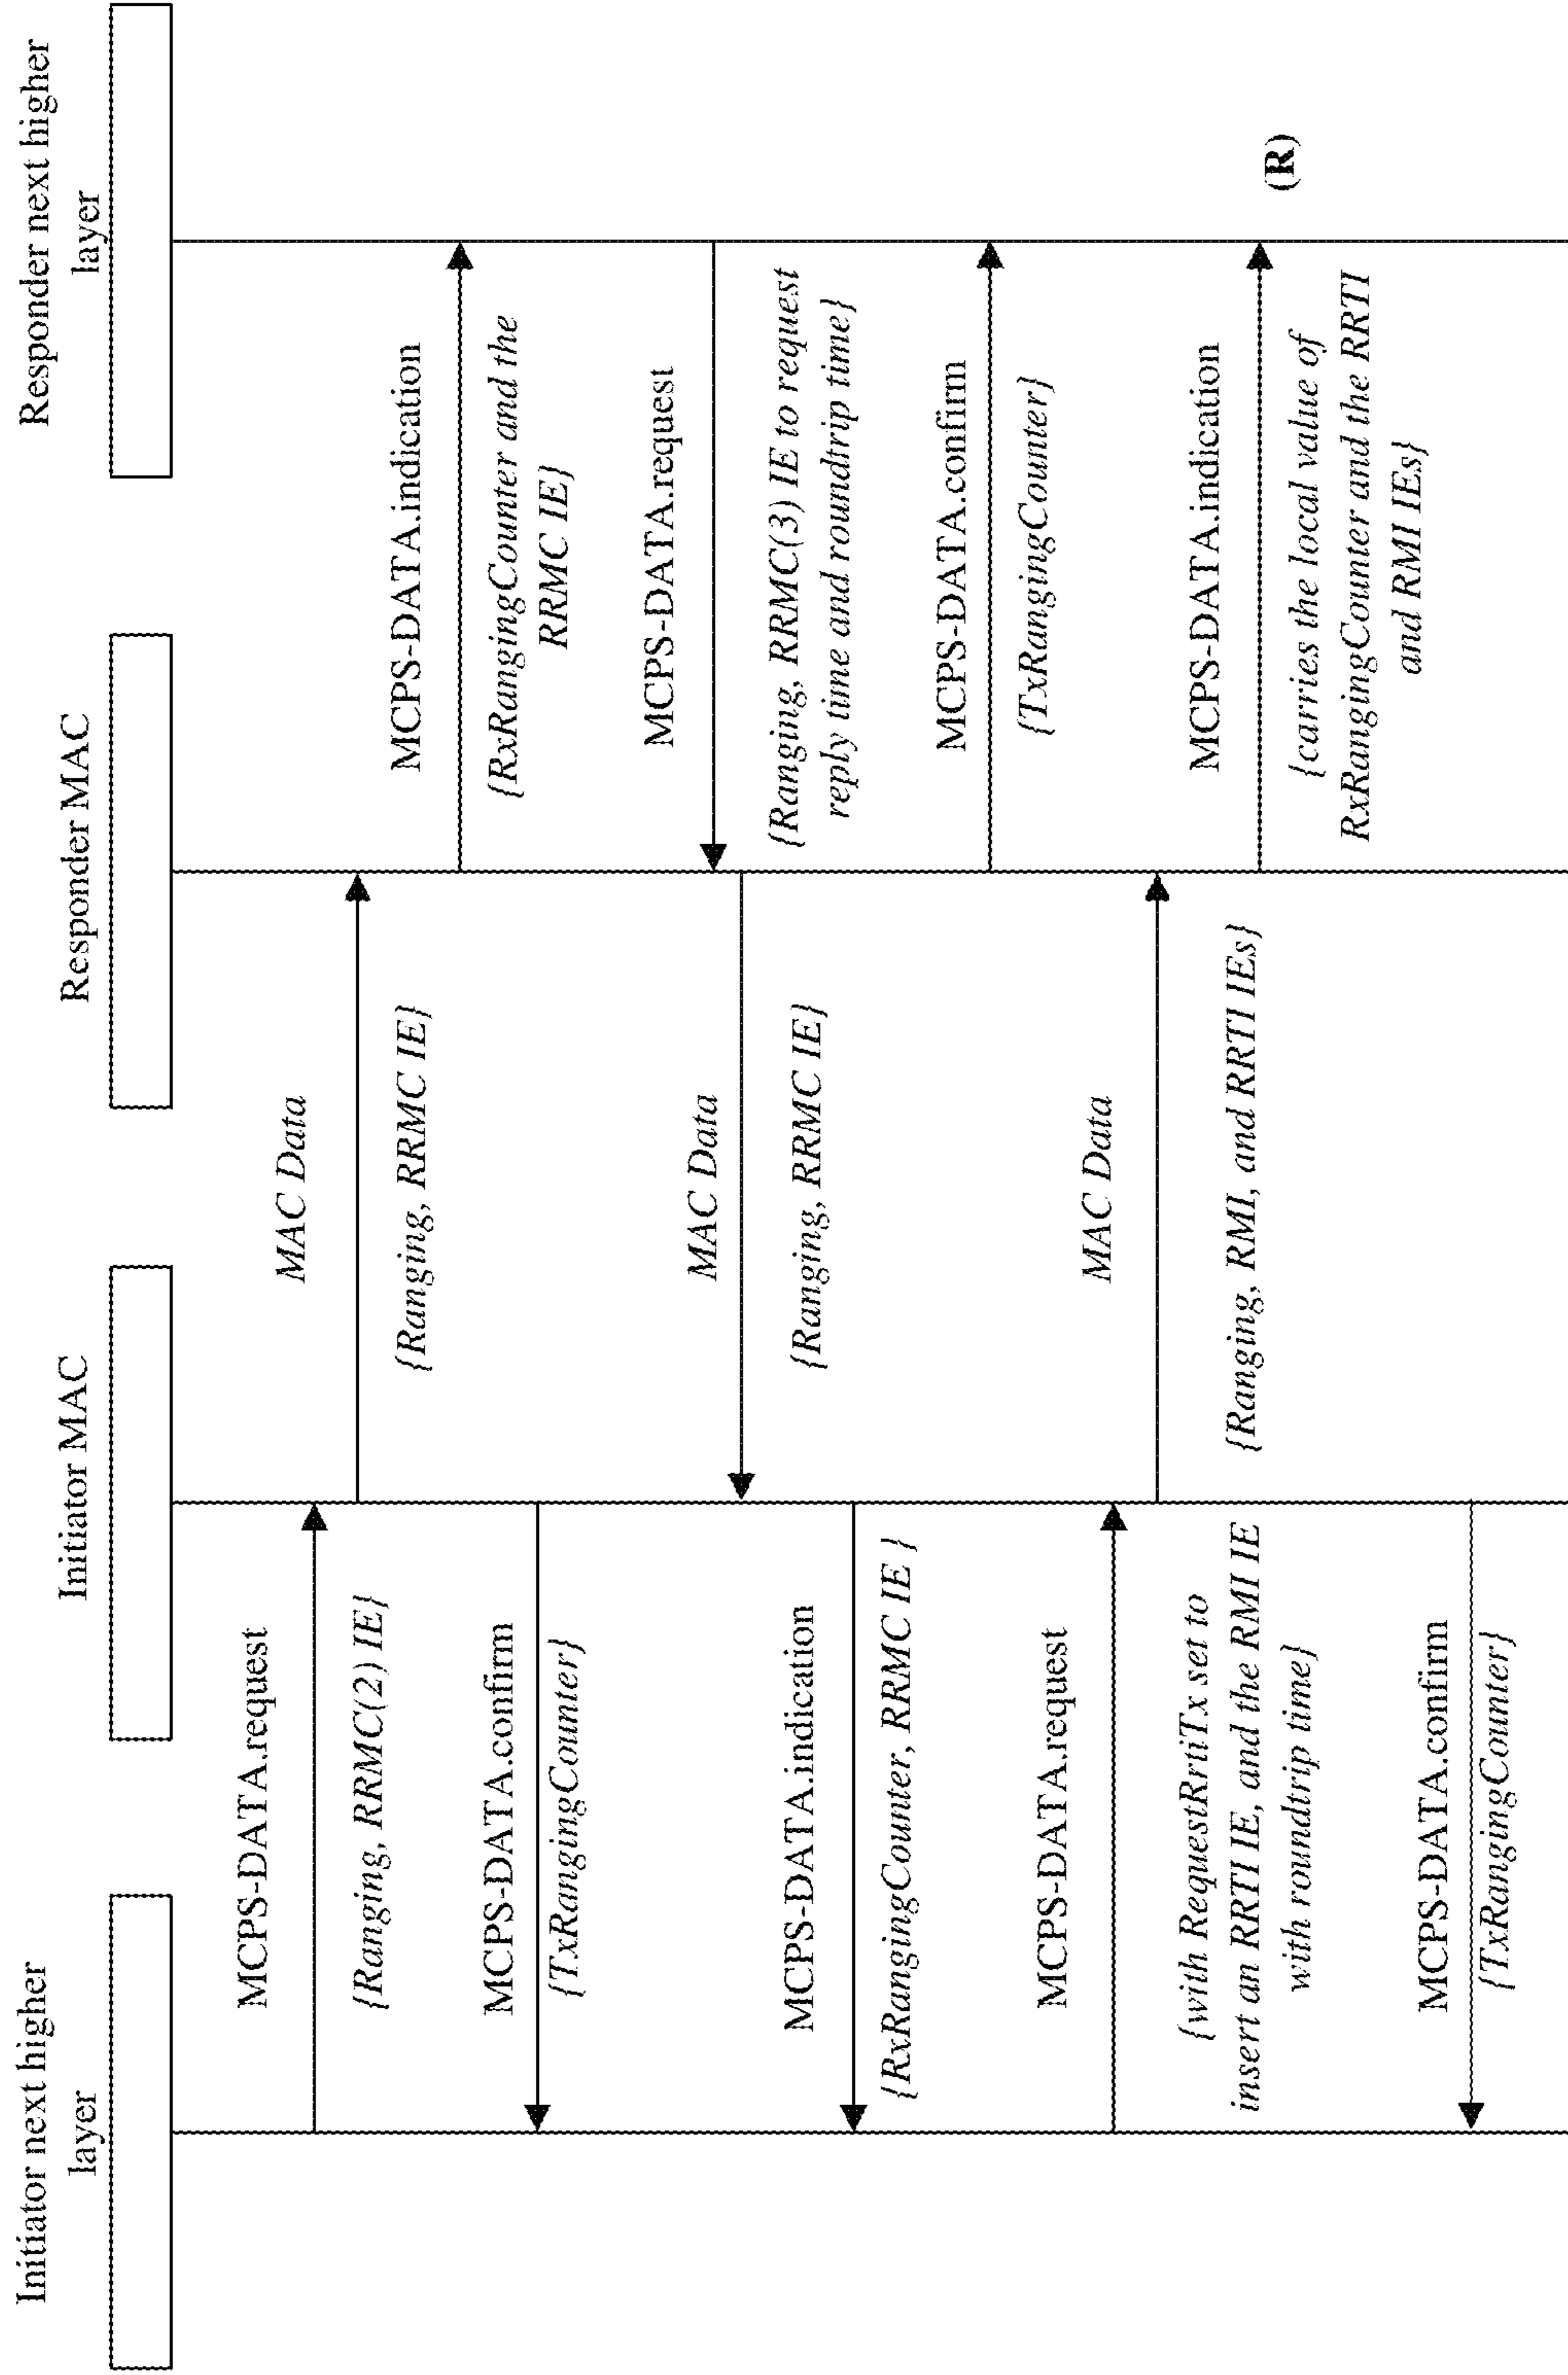 Initiator next higher
layer
Initiator MAC
Responder MAC
Responder next higher
layer
MCPS-DATA.request
{Ranging, RRMC(2) IE}
MAC Data
{Ranging, RRMC IE}
MCPS-DATA.indication
{RxRangingCounter and the
RRMC IE}
MCPS-DATA.confirm
{TxRangingCounter}
MCPS-DATA.request
{Ranging, RRMC(3) IE to request
reply time and roundtrip time}
MAC Data
{Ranging, RRMC IE}
MCPS-DATA.indication
{RxRangingCounter, RRMC IE }
MCPS-DATA.confirm
{TxRangingCounter}
MCPS-DATA.request
{with RequestRrtiTx set to
insert an RRTI IE, and the RMI IE
with roundtrip time}
MAC Data
{Ranging, RMI, and RRTI IEs}
MCPS-DATA.indication
{carries the local value of
RxRangingCounter and the RRTI
and RMI IEs}
(R)
MCPS-DATA.confirm
{TxRangingCounter}